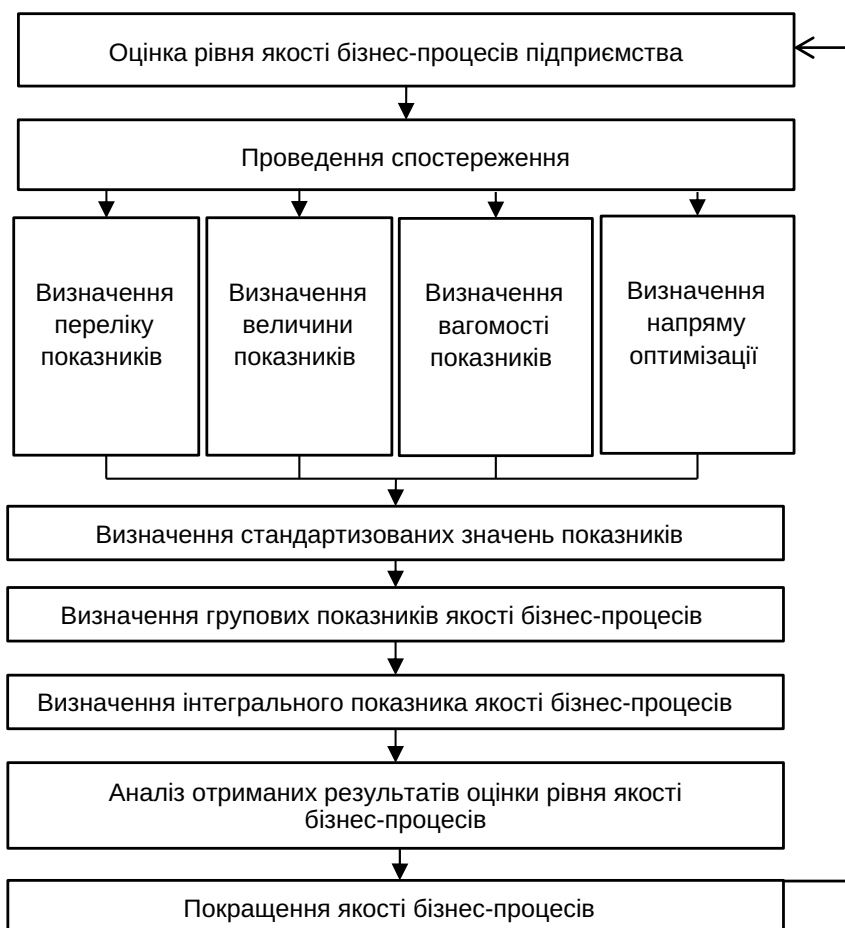 Оцінка рівня якості бізнес-процесів підприємства
Проведення спостереження
Визначення
переліку
показників
Визначення
величини
показників
Визначення
вагомості
показників
Визначення
напряму
оптимізації
Визначення стандартизованих значень показників
Визначення групових показників якості бізнес-процесів
Визначення інтегрального показника якості бізнес-процесів
Аналіз отриманих результатів оцінки рівня якості
бізнес-процесів
Покращення якості бізнес-процесів